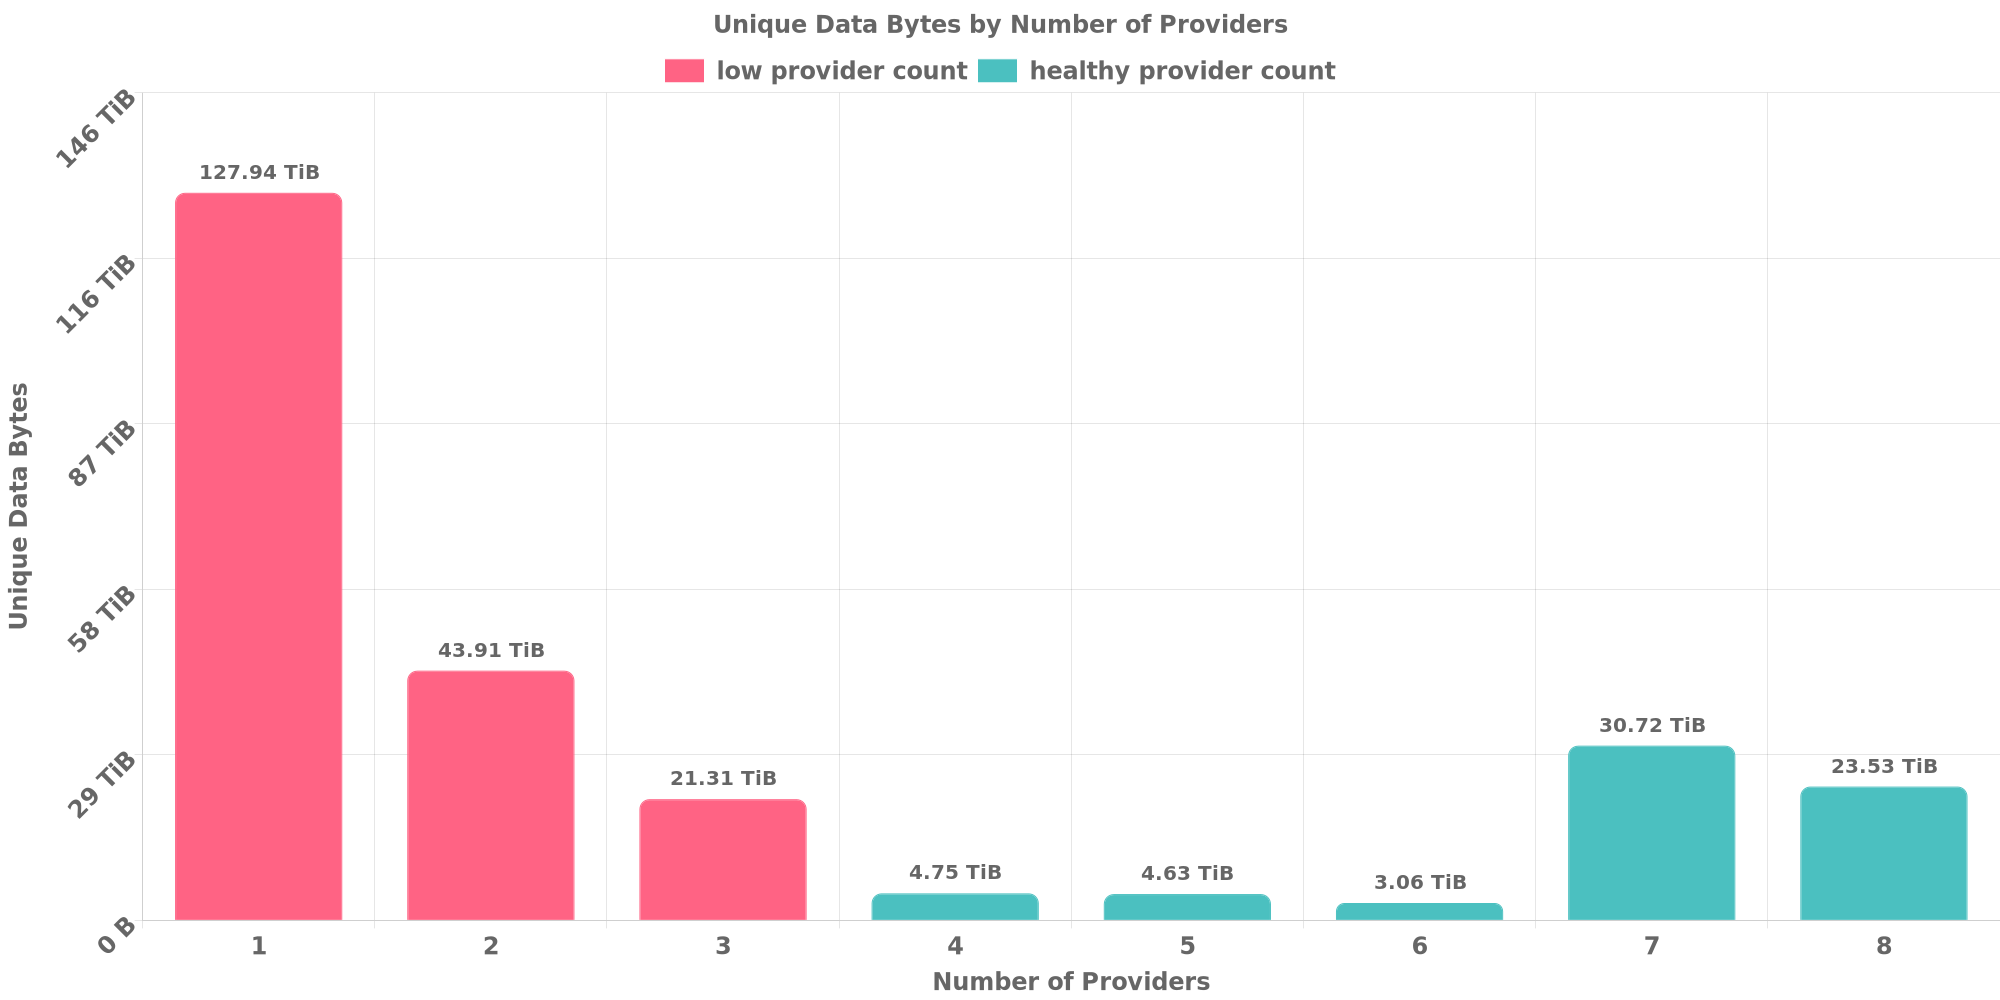 Unique Data Bytes by Number of Providers
low provider count healthy provider count
146 TiB
116 TiB
87 TiB
58 TiB
29 TiB
0 B
Unique Data Bytes
127.94 TiB
43.91 TiB
21.31 TiB
4.75 TiB
4.63 TiB
3.06 TiB
30.72 TiB
23.53 TiB
1 2 3 4 5 6 7 8
Number of Providers